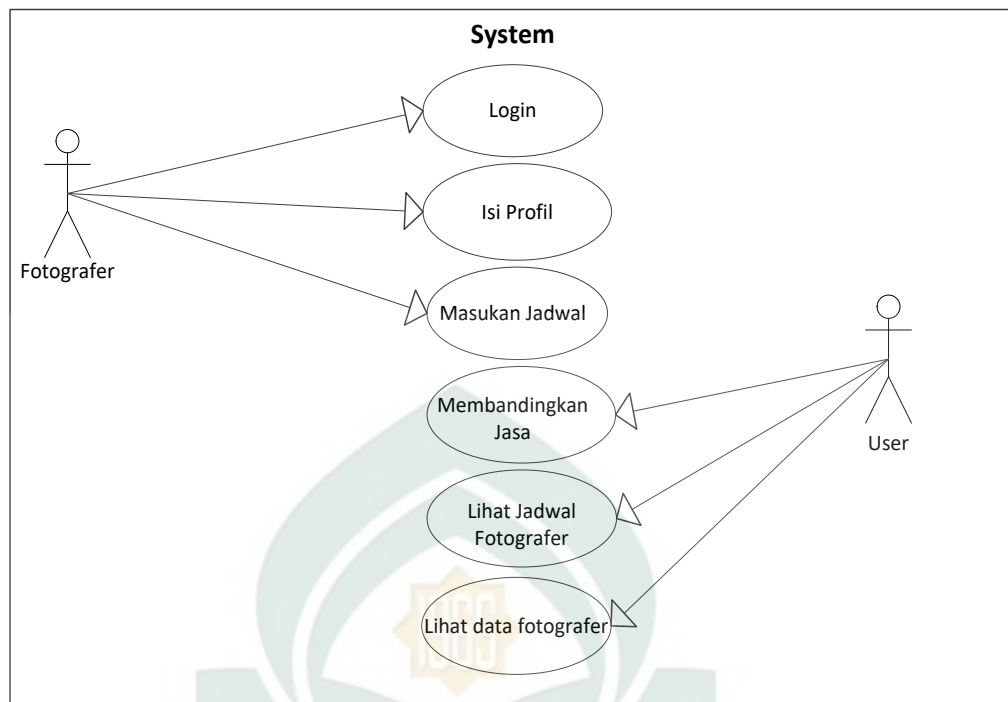 System
Login
Isi Profil
Fotografer
Masukan Jadwal
Membandingkan
Jasa
User
Lihat Jadwal
Fotografer
Lihat data fotografer